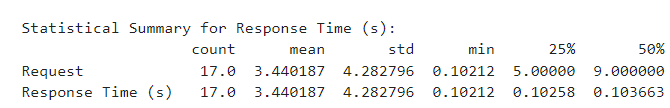 Statistical Summary for Response Time (s):
count mean std min 25% 50%
Request 17.0 3.440187 4.282796 0.10212 5.00000 9.000000
Response Time (s) 17.0 3.440187 4.282796 0.10212 0.10258 0.103663